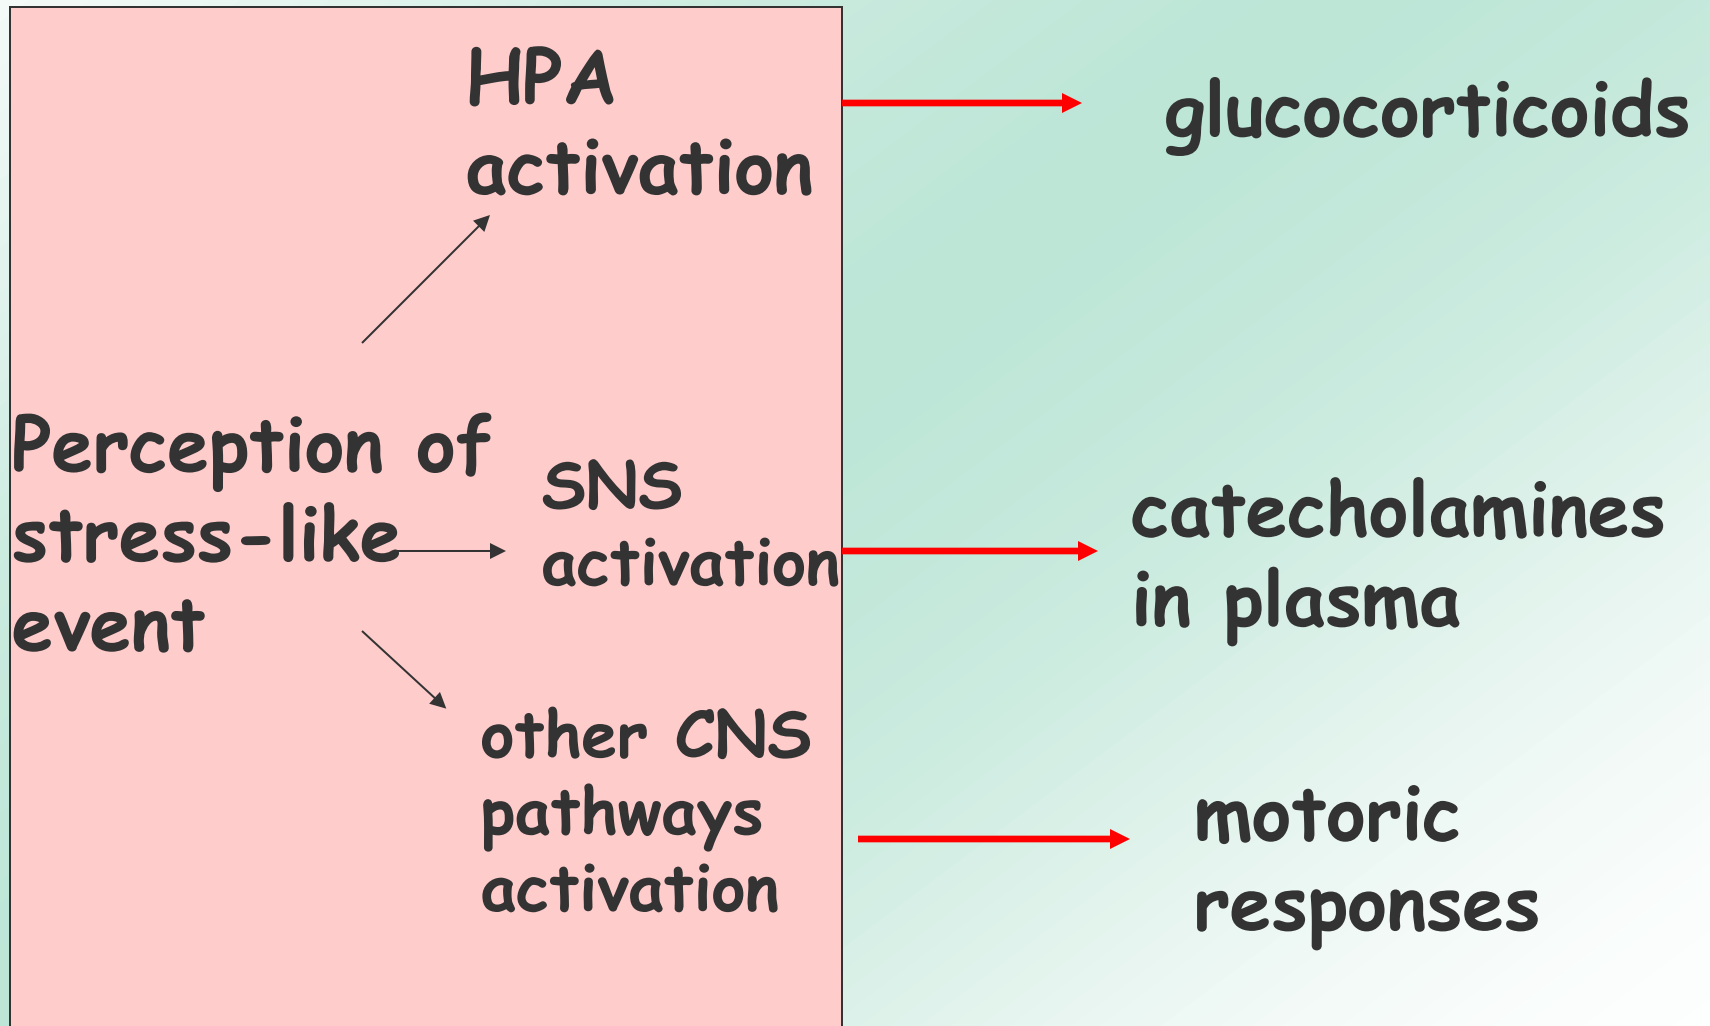 HPA
activation
glucocorticoids
Perception of
stress-like
event
SNS
activation
catecholamines
in plasma
other CNS
pathways
activation
motoric
responses